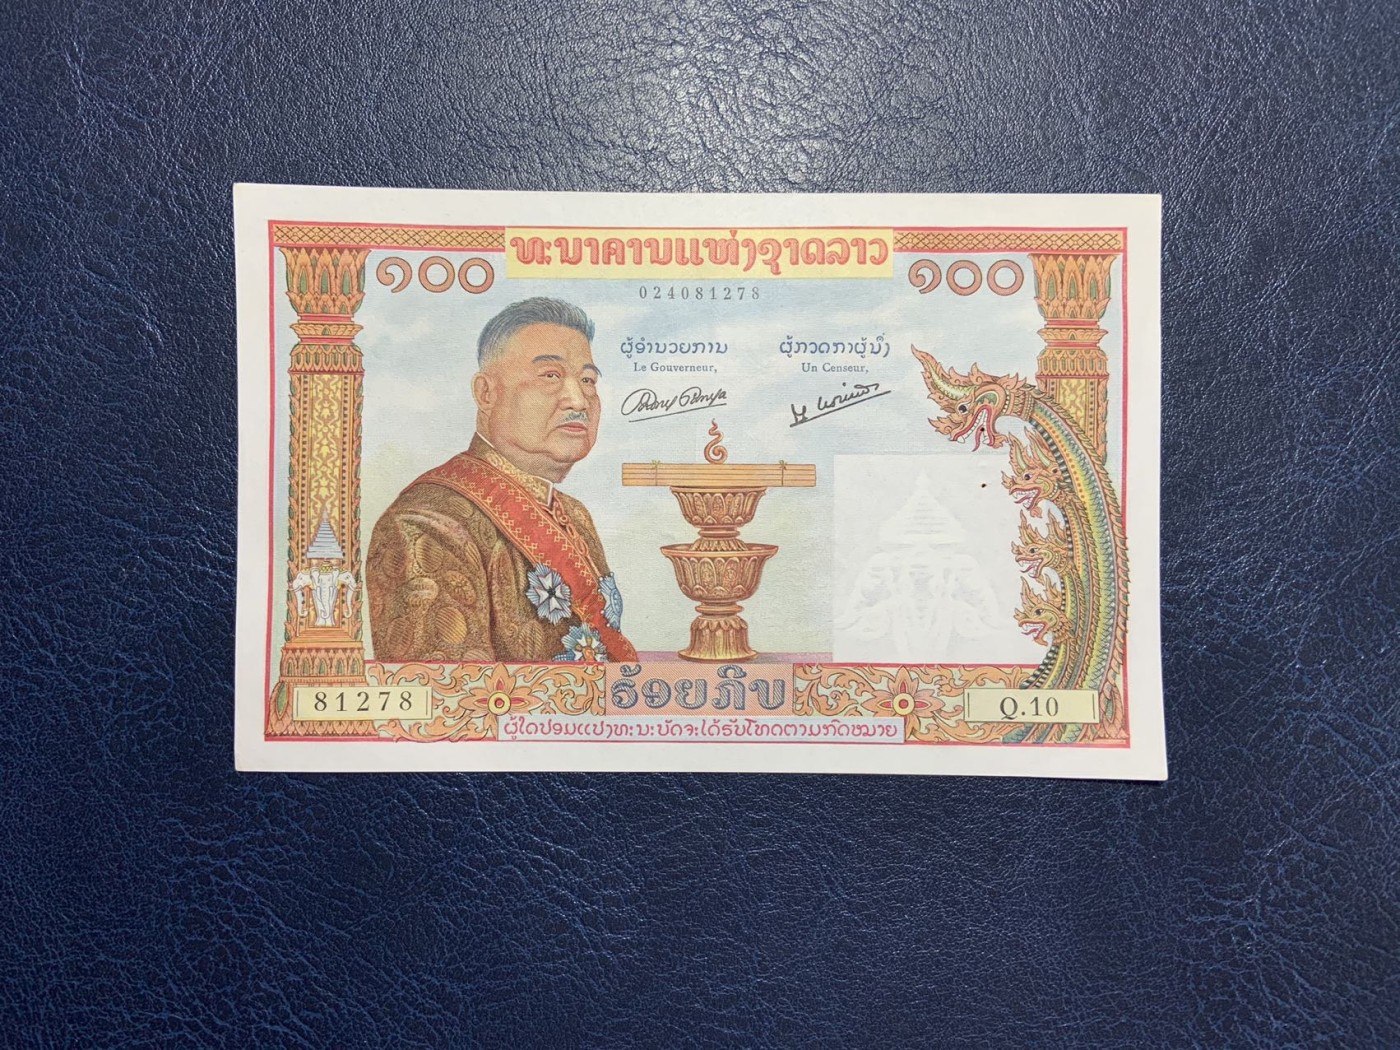 ທະນາຄານແຫ່ງຊາດລາວ
໑໐໐ ໑໐໐
024081278
ຜູ້ອຳນວຍການ ຜູ້ກວດກາຜູ້ນຶ່ງ
Le Gouverneur, Un Censeur,
ຮ້ອຍກີບ
81278 Q.10
ຜູ້ໃດປອມແປງທະນະບັດຈະໄດ້ຮັບໂທດຕາມກົດໝາຍ